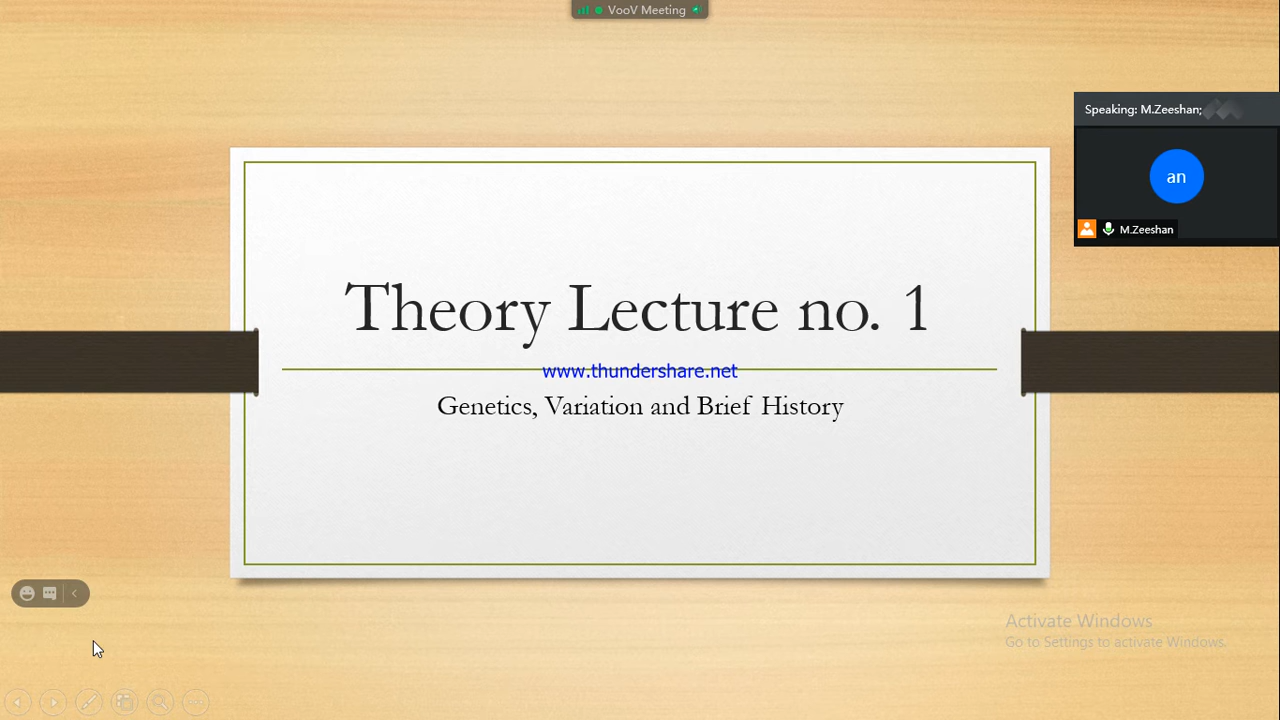 VooV Meeting
Speaking: M.Zeeshan;
an
M.Zeeshan
Theory Lecture no. 1
www.thundershare.net
Genetics, Variation and Brief History
Activate Windows
Go to Settings to activate Windows.